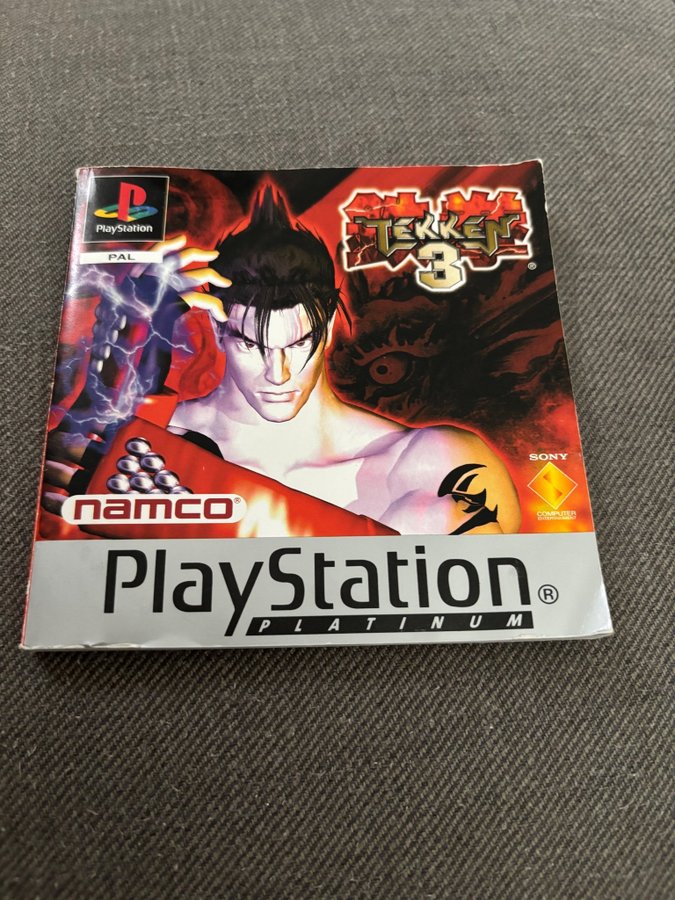 PlayStation
PAL
TEKKEN
3
®
namco®
SONY
COMPUTER
ENTERTAINMENT
PlayStation®
PLATINUM